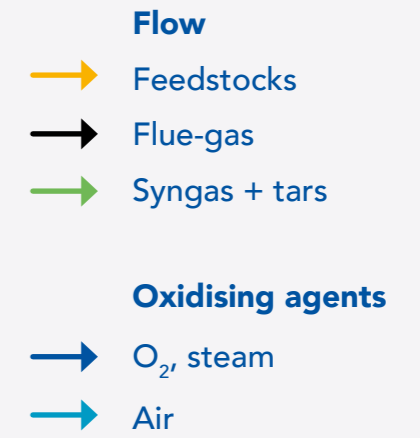 Flow
Feedstocks
Flue-gas
Syngas + tars
Oxidising agents
O₂, steam
Air